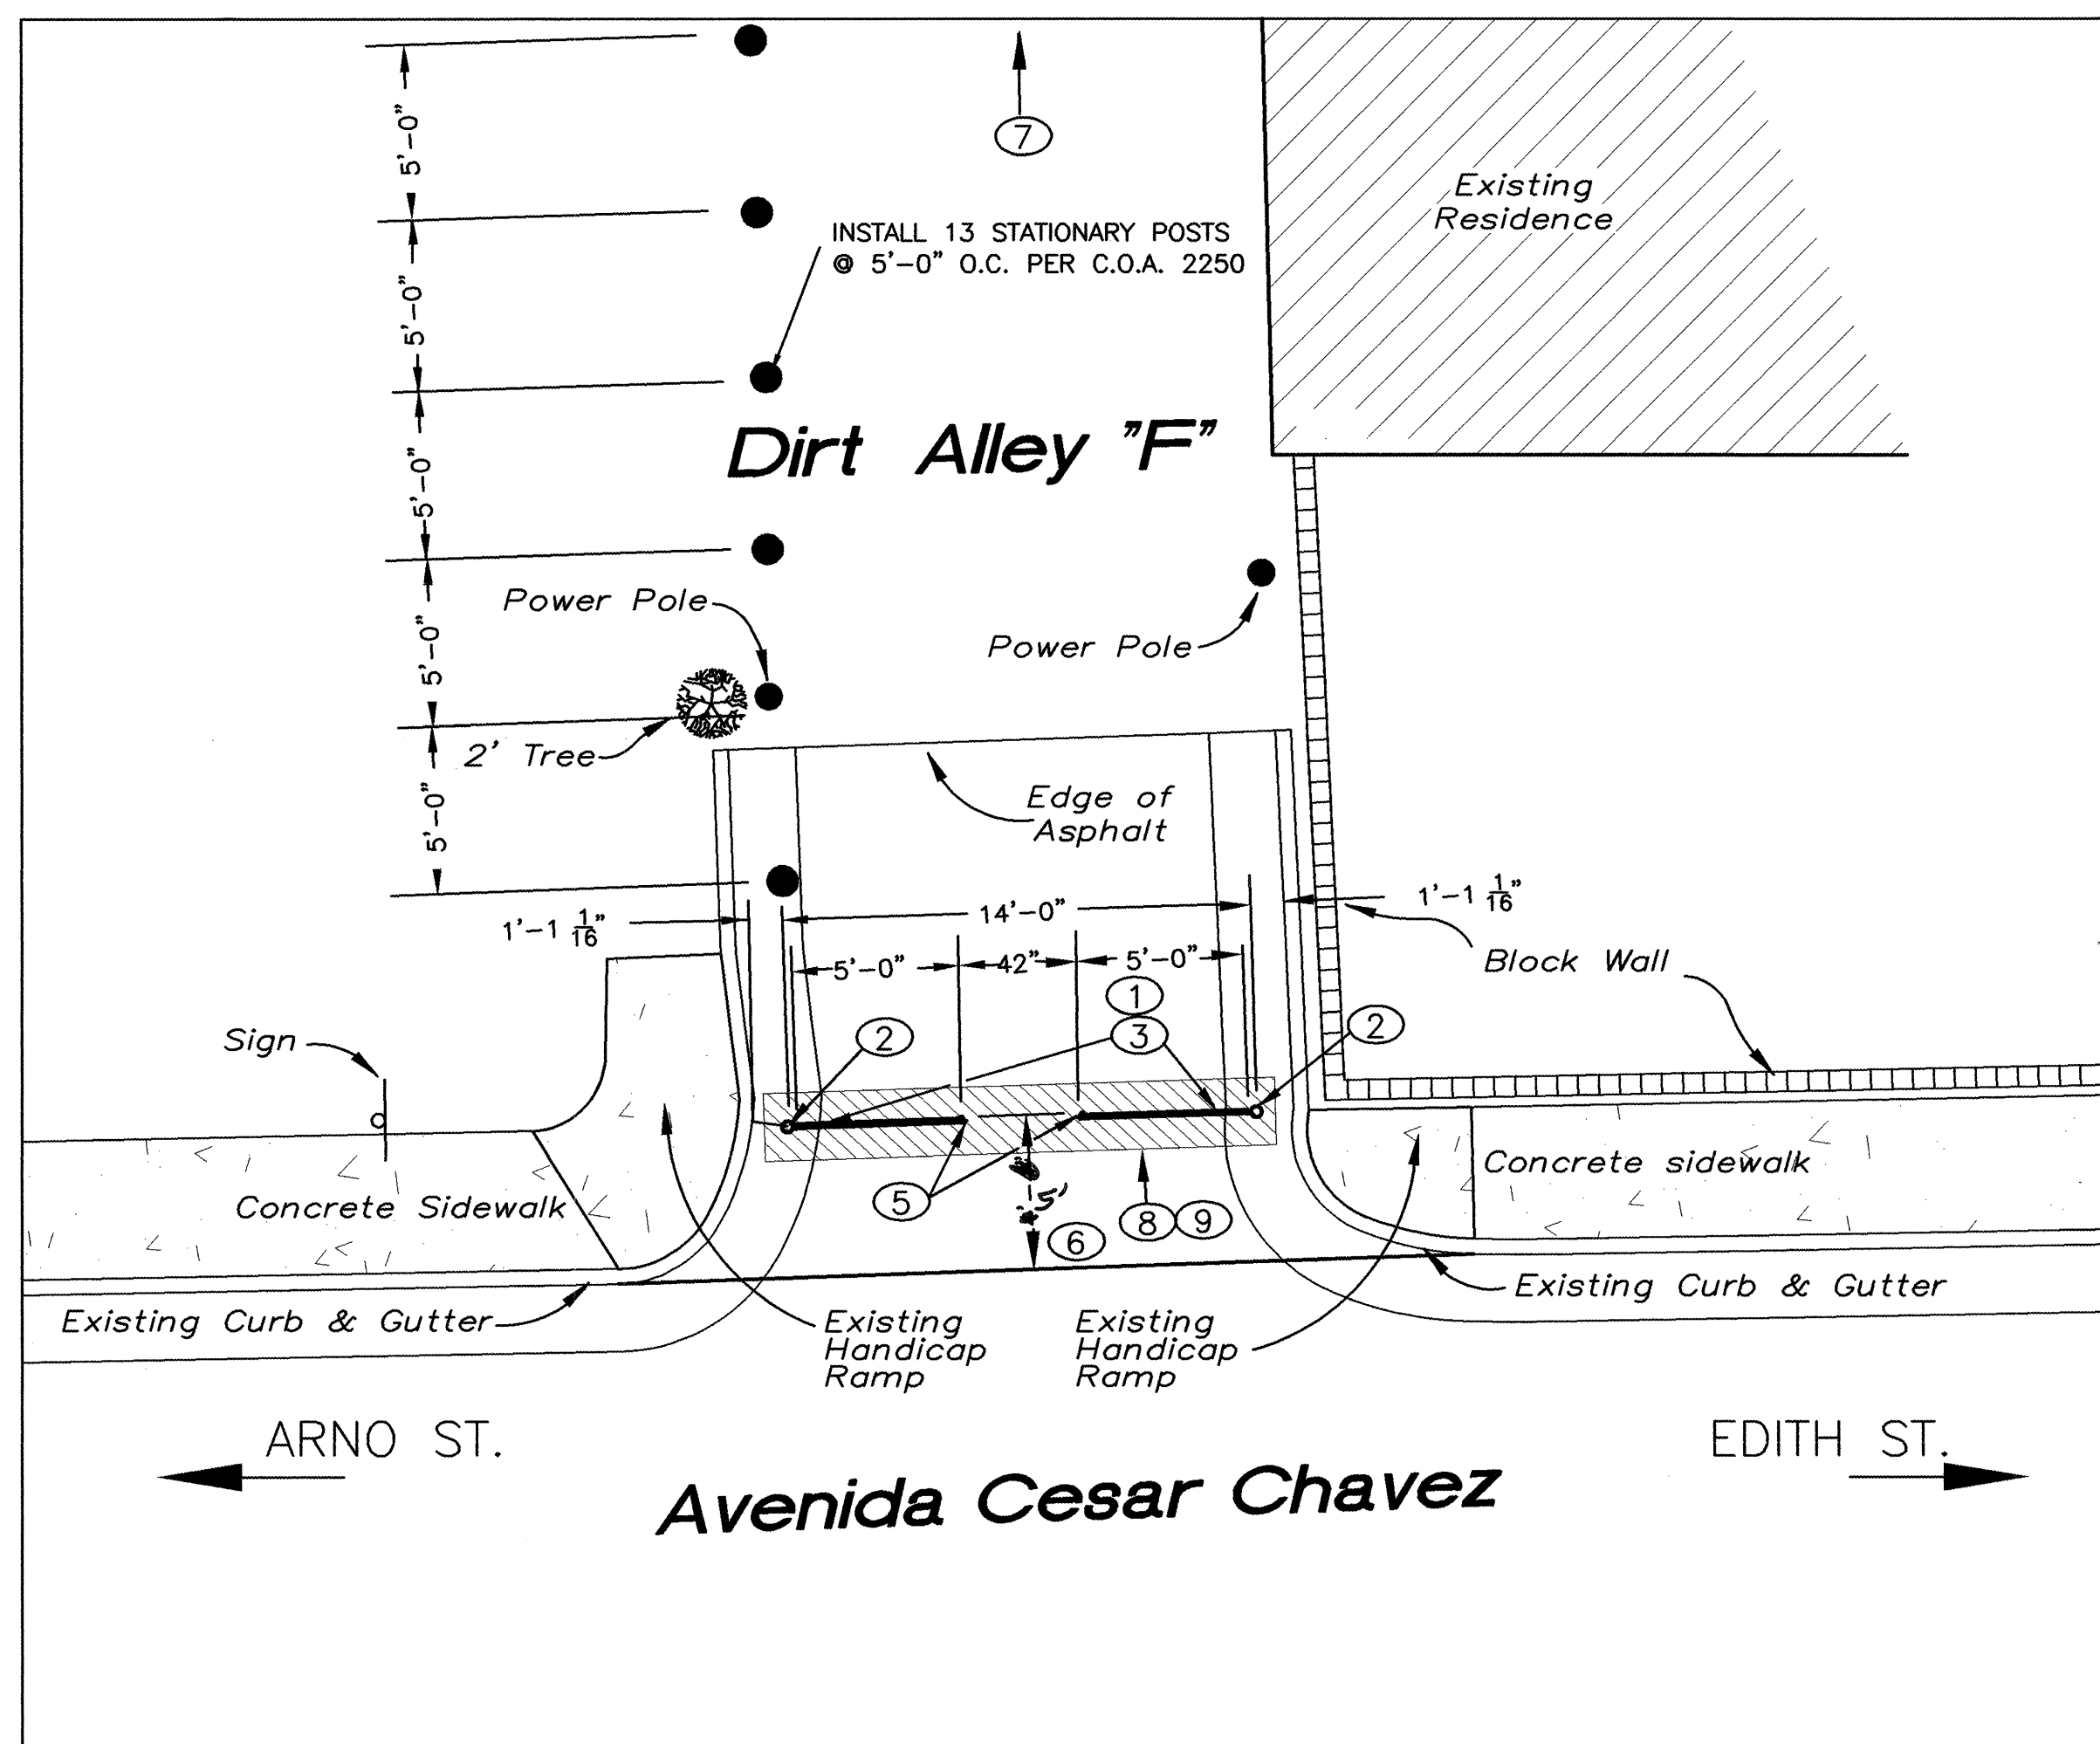 5'-0"
7
Existing
Residence
INSTALL 13 STATIONARY POSTS
@ 5'-0" O.C. PER C.O.A. 2250
5'-0"
Dirt Alley "F"
5'-0"
Power Pole
Power Pole
5'-0"
2' Tree
Edge of
Asphalt
5'-0"
1'-1 1/16"
14'-0"
1'-1 1/16"
5'-0"
42"
5'-0"
Block Wall
1
Sign
2
3
2
Concrete sidewalk
Concrete Sidewalk
5
5'
8
9
6
Existing Curb & Gutter
Existing Curb & Gutter
Existing
Handicap
Ramp
Existing
Handicap
Ramp
ARNO ST.
EDITH ST.
Avenida Cesar Chavez